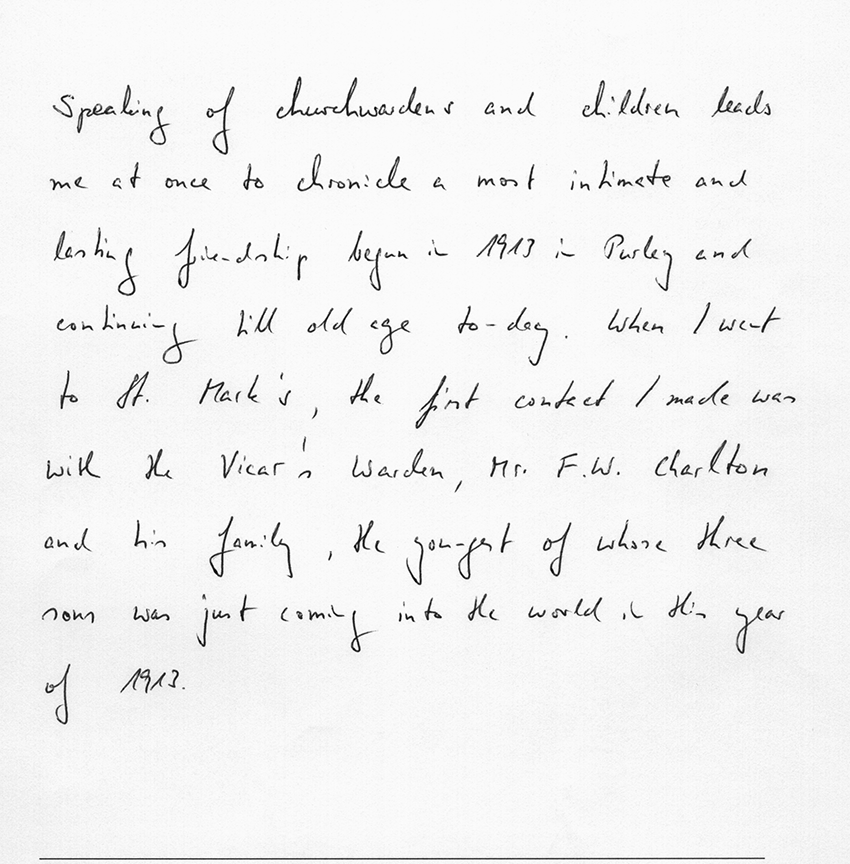 Speaking of churchwardens and children leads
me at once to chronicle a most intimate and
lasting friendship begun in 1913 in Purley and
continuing till old age to-day. When I went
to St. Mark's, the first contact I made was
with the Vicar's Warden, Mr. F.W. Charlton
and his family, the youngest of whose three
sons was just coming into the world in this year
of 1913.